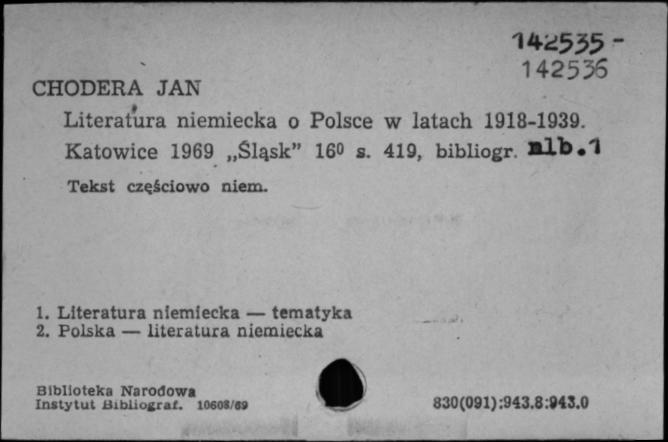 142535-
142536
CHODERA JAN
Literatura niemiecka o Polsce w latach 1918-1939.
Katowice 1969 „Śląsk” 16⁰ s. 419, bibliogr. nlb.1
Tekst częściowo niem.
1. Literatura niemiecka — tematyka
2. Polska — literatura niemiecka
Biblioteka Narodowa
Instytut Bibliograf. 10608/69
830(091):943.8:943.0